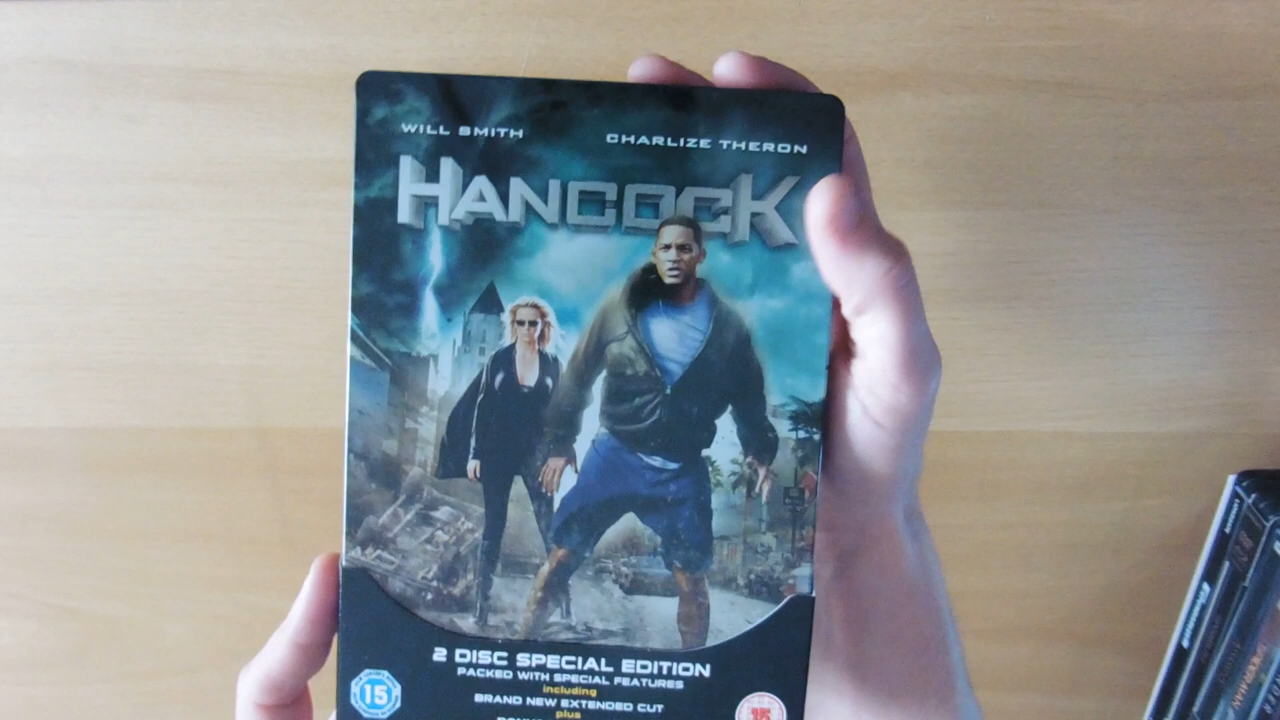 WILL SMITH
CHARLIZE THERON
HANCOCK
2 DISC SPECIAL EDITION
PACKED WITH SPECIAL FEATURES
including
BRAND NEW EXTENDED CUT
plus
15
15